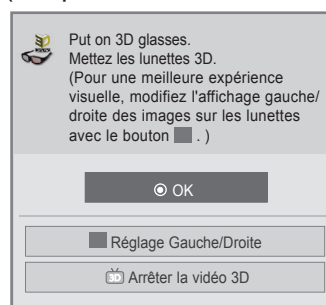 Put on 3D glasses.
Mettez les lunettes 3D.
(Pour une meilleure expérience
visuelle, modifiez l'affichage gauche/
droite des images sur les lunettes
avec le bouton . )
OK
Réglage Gauche/Droite
3D Arrêter la vidéo 3D